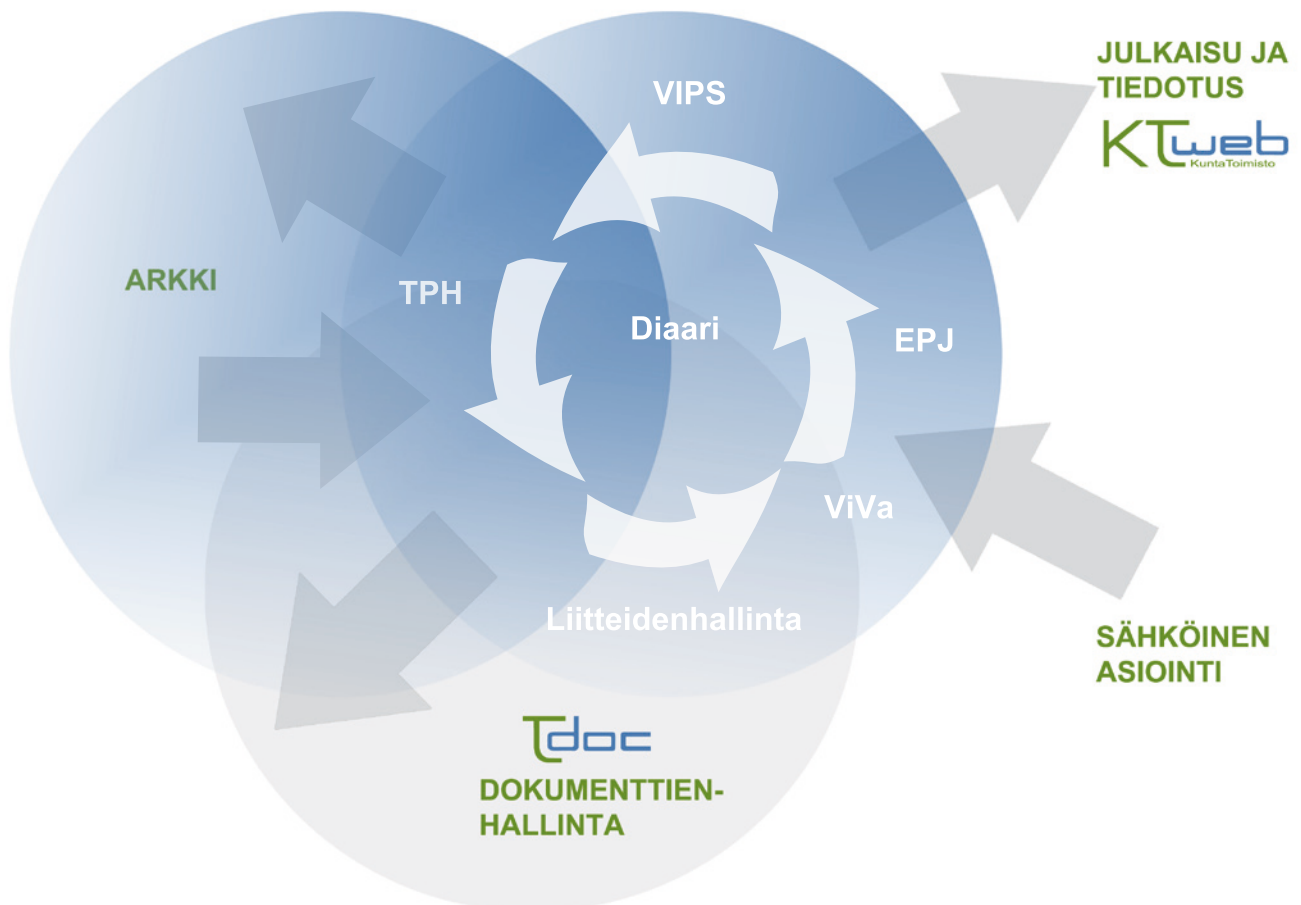 JULKAISU JA
TIEDOTUS
KTweb
KuntaToimisto
VIPS
ARKKI
TPH
Diaari
EPJ
ViVa
Liitteidenhallinta
SÄHKÖINEN
ASIOINTI
Tdoc
DOKUMENTTIEN-
HALLINTA